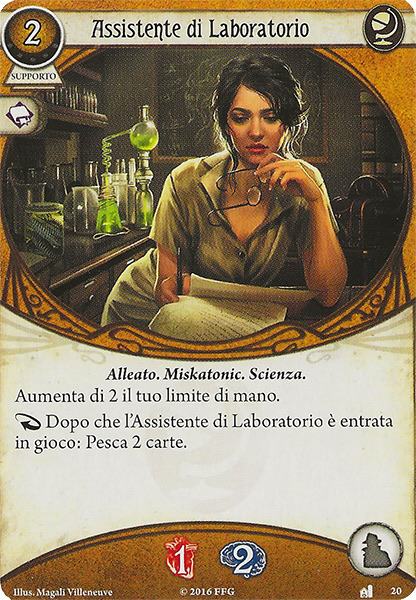 Assistente di Laboratorio
2
SUPPORTO
Alleato. Miskatonic. Scienza.
Aumenta di 2 il tuo limite di mano.
Dopo che l'Assistente di Laboratorio è entrata
in gioco: Pesca 2 carte.
1 2
Illus. Magali Villeneuve © 2016 FFG 20